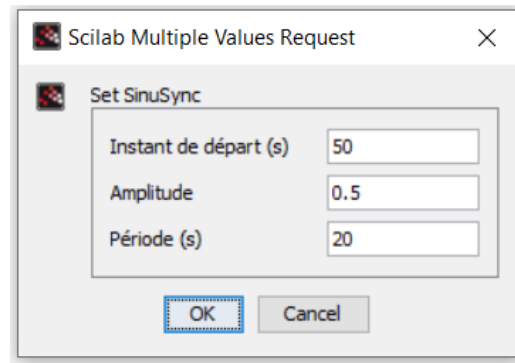 Scilab Multiple Values Request
Set SinuSync
Instant de départ (s) 50
Amplitude 0.5
Période (s) 20
OK Cancel